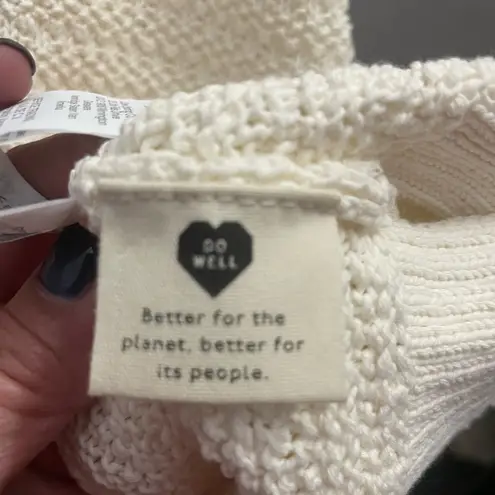 DO
WELL
Better for the
planet, better for
its people.